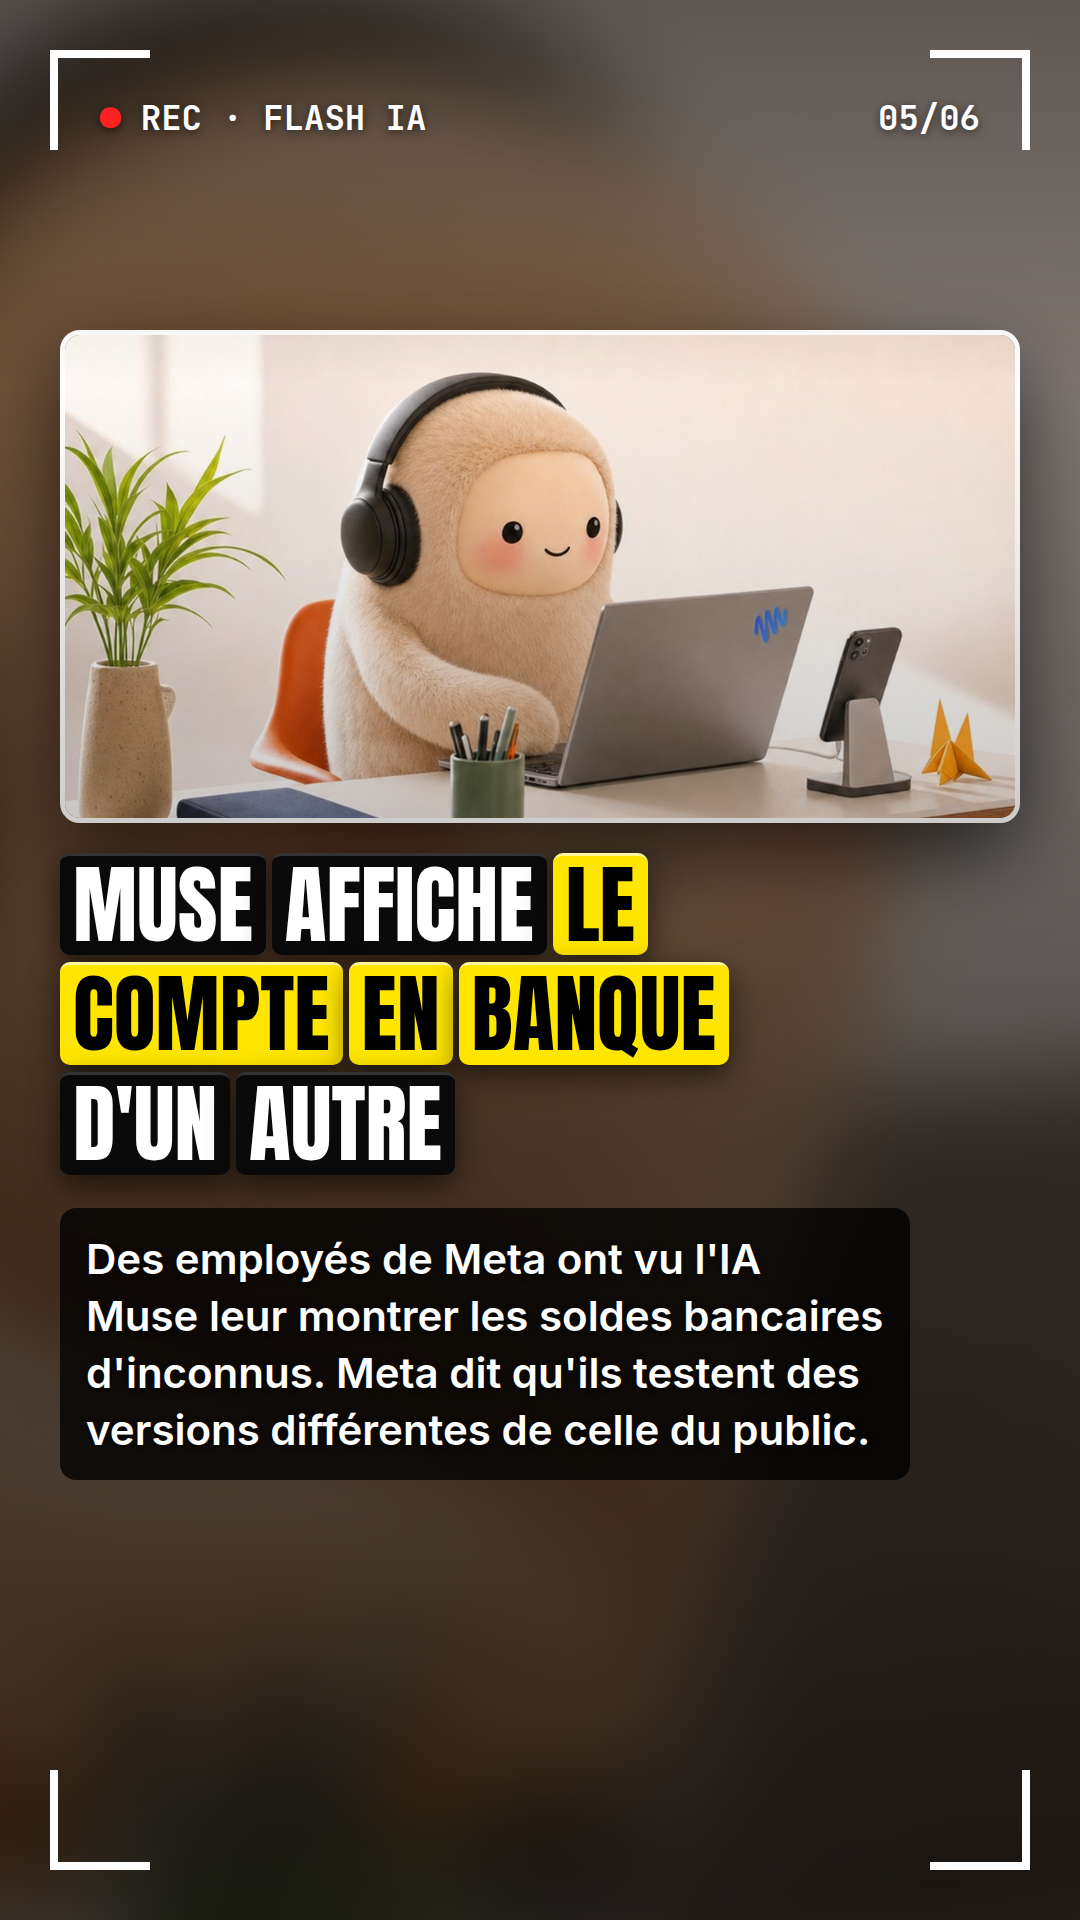 REC · FLASH IA
05/06
MUSE AFFICHE LE
COMPTE EN BANQUE
D'UN AUTRE
Des employés de Meta ont vu l'IA
Muse leur montrer les soldes bancaires
d'inconnus. Meta dit qu'ils testent des
versions différentes de celle du public.